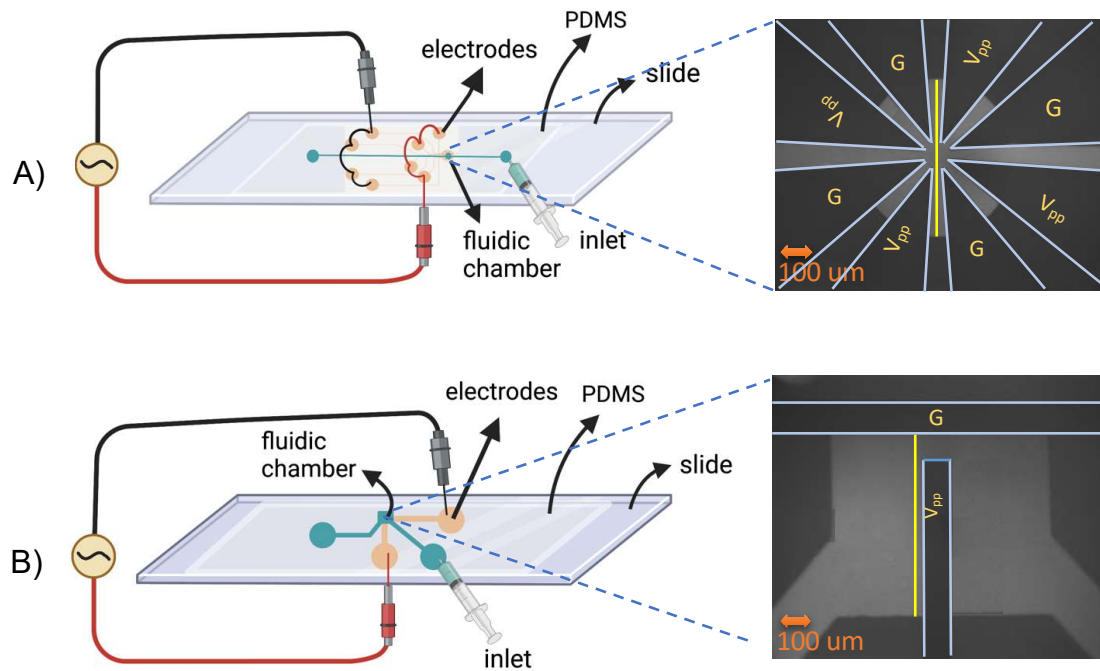 A)
PDMS
electrodes
slide
fluidic
chamber
inlet
G
Vpp
Vpp
G
G
Vpp
Vpp
G
100 um
B)
electrodes
PDMS
fluidic
chamber
slide
inlet
G
Vpp
100 um